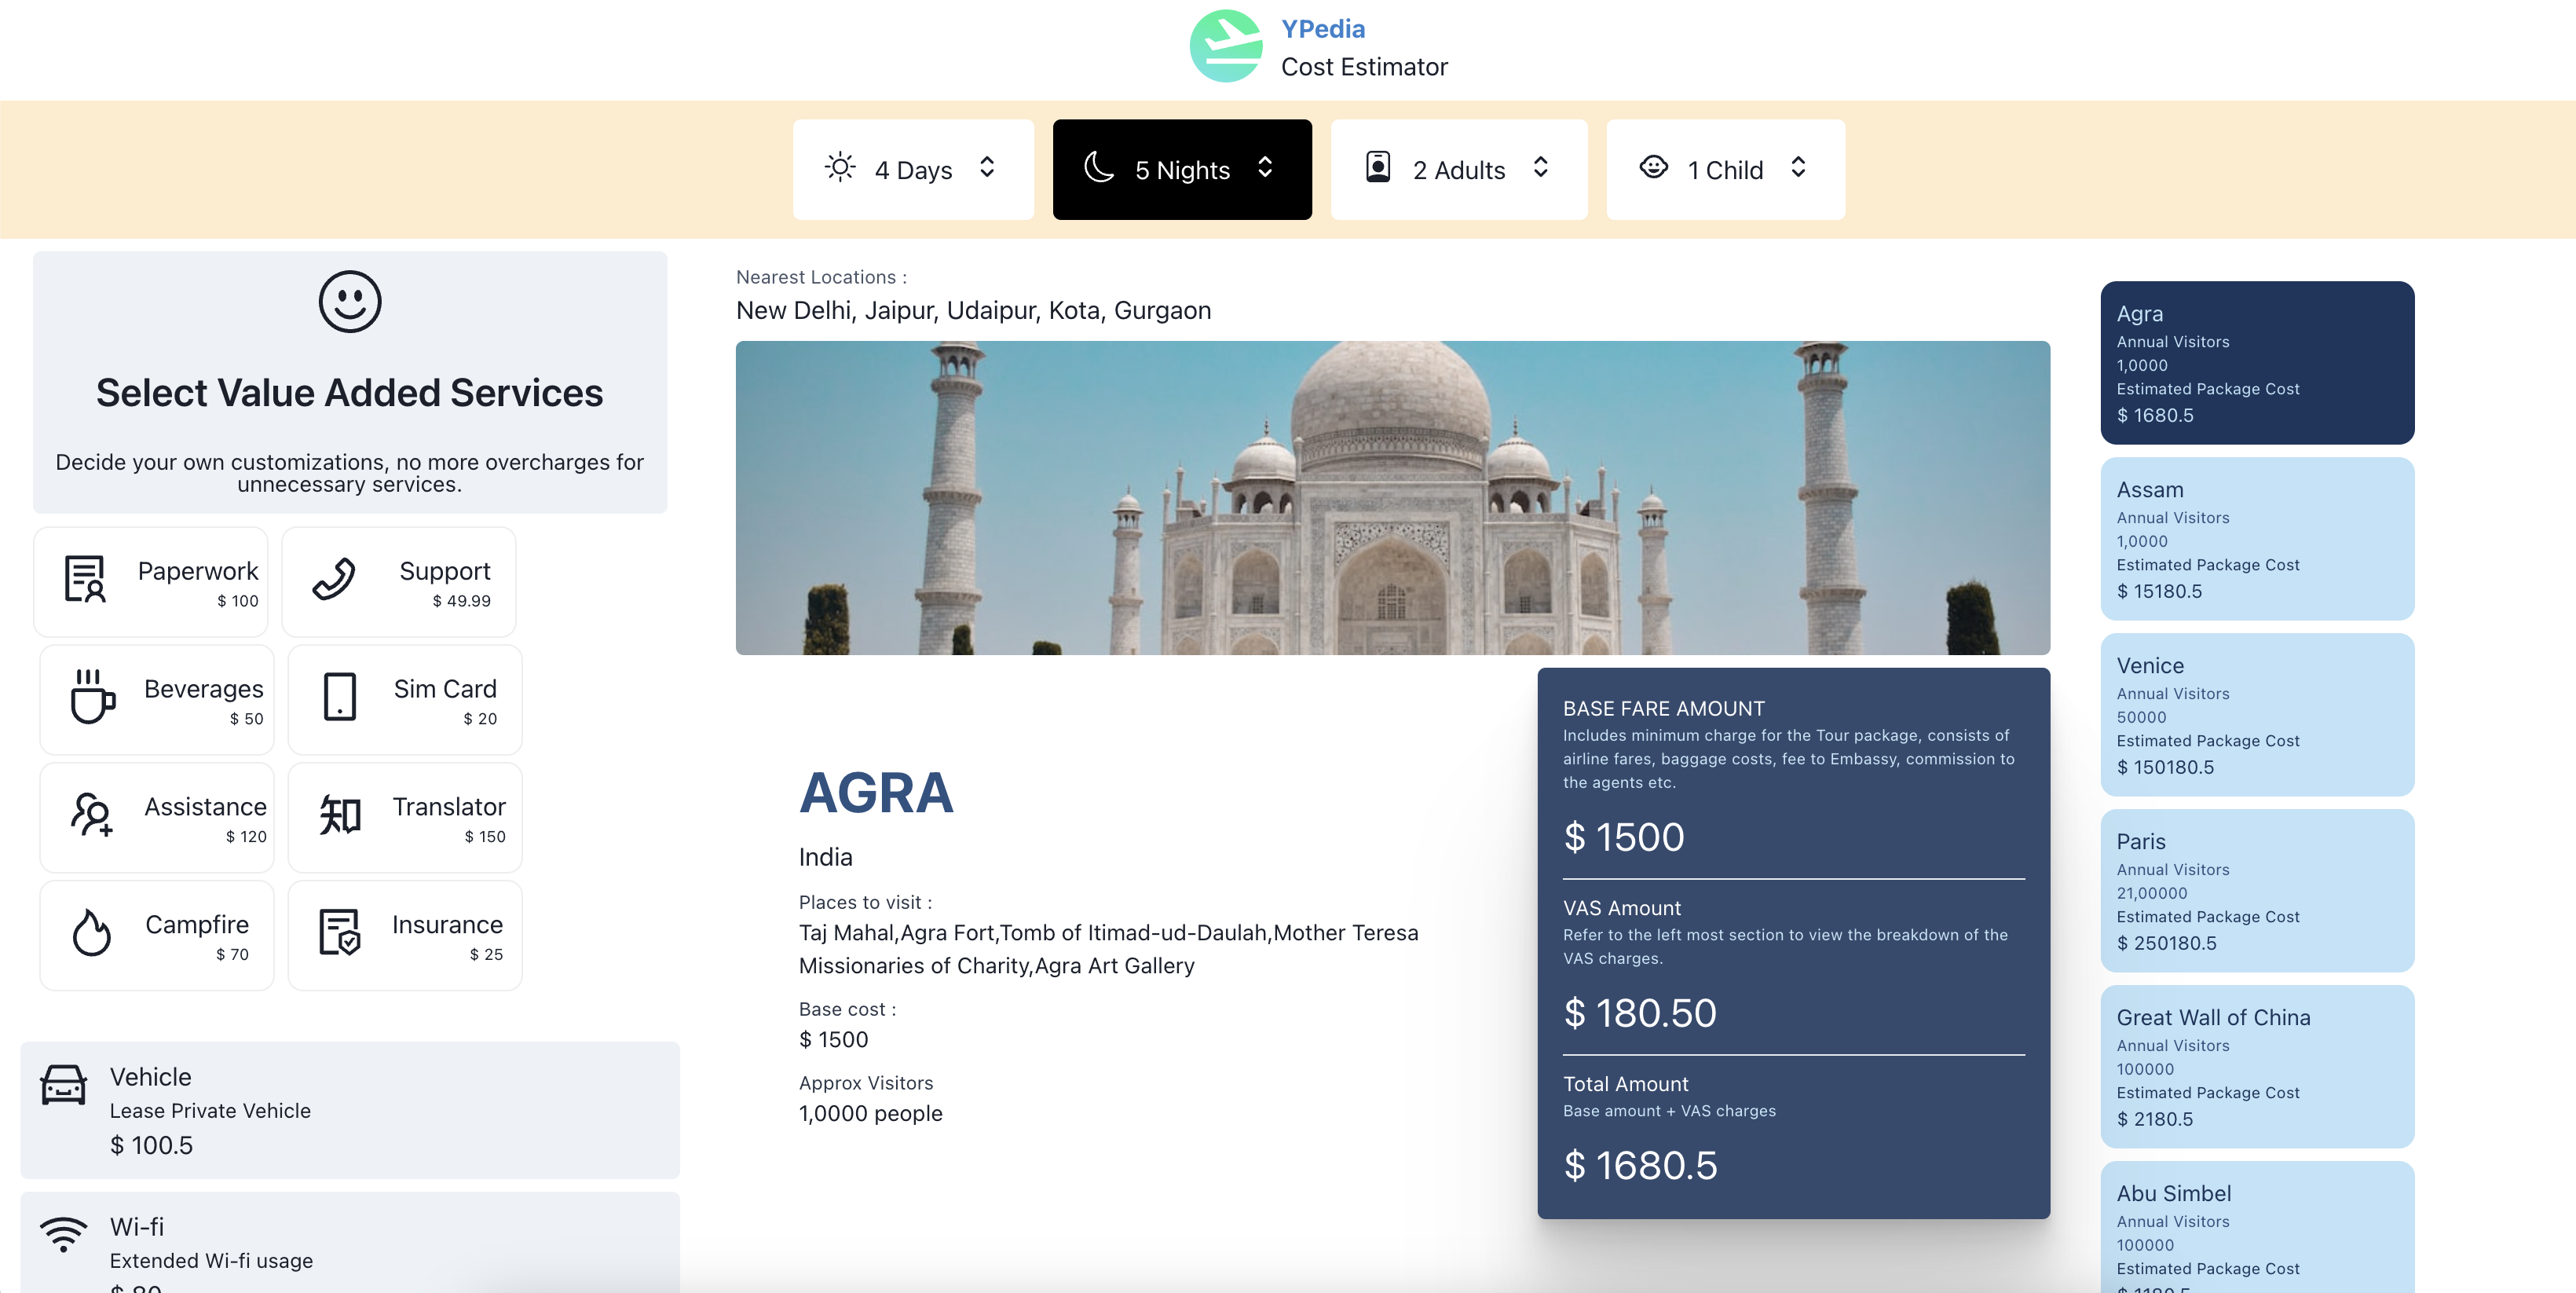 YPedia
Cost Estimator
4 Days
5 Nights
2 Adults
1 Child
Select Value Added Services
Decide your own customizations, no more overcharges for
unnecessary services.
Paperwork
$ 100
Support
$ 49.99
Beverages
$ 50
Sim Card
$ 20
Assistance
$ 120
知
Translator
$ 150
Campfire
$ 70
Insurance
$ 25
Vehicle
Lease Private Vehicle
$ 100.5
Wi-fi
Extended Wi-fi usage
Nearest Locations :
New Delhi, Jaipur, Udaipur, Kota, Gurgaon
AGRA
India
Places to visit :
Taj Mahal,Agra Fort,Tomb of Itimad-ud-Daulah,Mother Teresa
Missionaries of Charity,Agra Art Gallery
Base cost :
$ 1500
Approx Visitors
1,0000 people
BASE FARE AMOUNT
Includes minimum charge for the Tour package, consists of
airline fares, baggage costs, fee to Embassy, commission to
the agents etc.
$ 1500
VAS Amount
Refer to the left most section to view the breakdown of the
VAS charges.
$ 180.50
Total Amount
Base amount + VAS charges
$ 1680.5
Agra
Annual Visitors
1,0000
Estimated Package Cost
$ 1680.5
Assam
Annual Visitors
1,0000
Estimated Package Cost
$ 15180.5
Venice
Annual Visitors
50000
Estimated Package Cost
$ 150180.5
Paris
Annual Visitors
21,00000
Estimated Package Cost
$ 250180.5
Great Wall of China
Annual Visitors
100000
Estimated Package Cost
$ 2180.5
Abu Simbel
Annual Visitors
100000
Estimated Package Cost